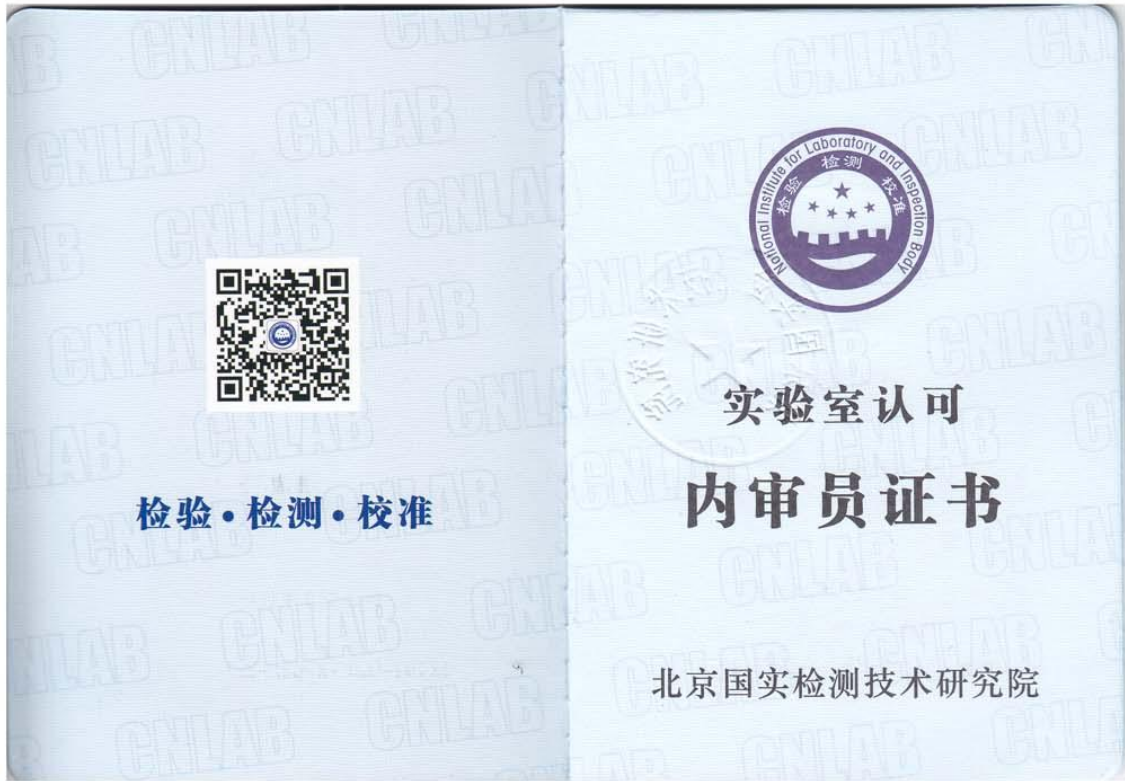 检验·检测·校准
National Institute for Laboratory and Inspection Body
检验 检测 校准
实验室认可
内审员证书
北京国实检测技术研究院
CNLAB